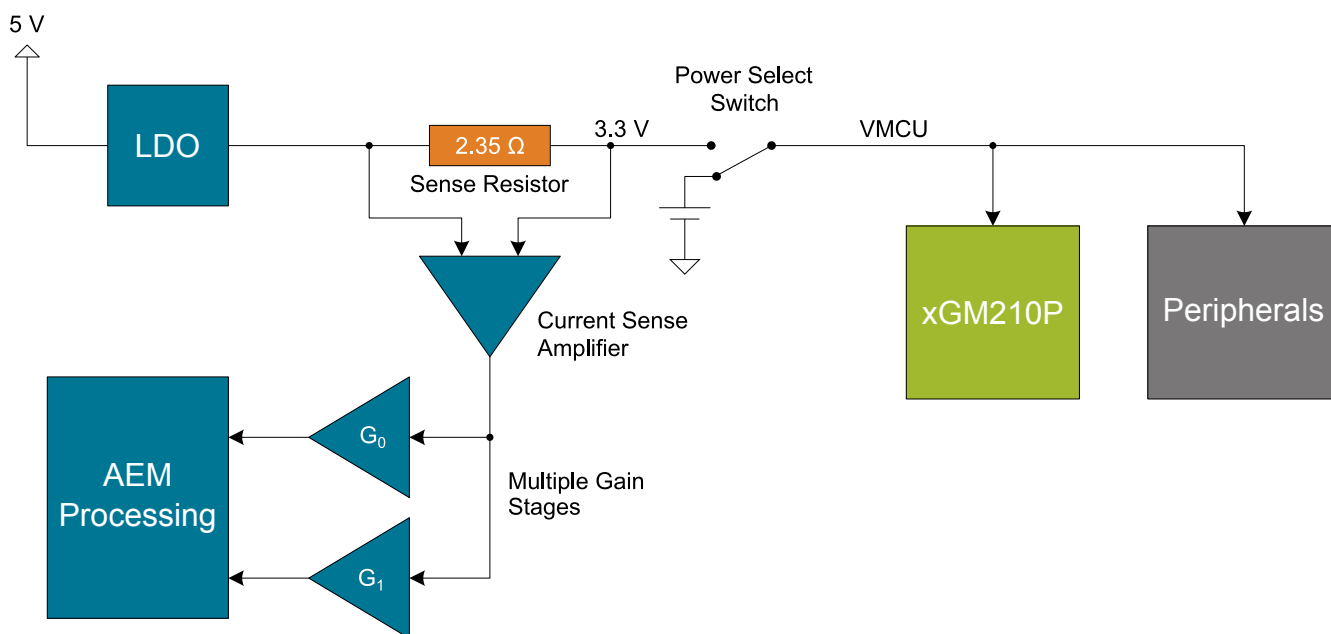 5 V
LDO
2.35 Ω
Sense Resistor
3.3 V
Power Select
Switch
VMCU
xGM210P
Peripherals
Current Sense
Amplifier
AEM
Processing
G0
G1
Multiple Gain
Stages